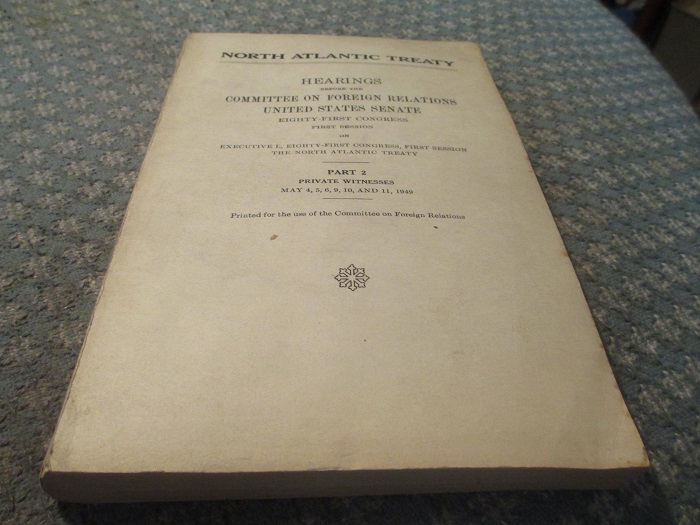 NORTH ATLANTIC TREATY
HEARINGS
BEFORE THE
COMMITTEE ON FOREIGN RELATIONS
UNITED STATES SENATE
EIGHTY-FIRST CONGRESS
FIRST SESSION
ON
EXECUTIVE L, EIGHTY-FIRST CONGRESS, FIRST SESSION
THE NORTH ATLANTIC TREATY
PART 2
PRIVATE WITNESSES
MAY 4, 5, 6, 9, 10, AND 11, 1949
Printed for the use of the Committee on Foreign Relations